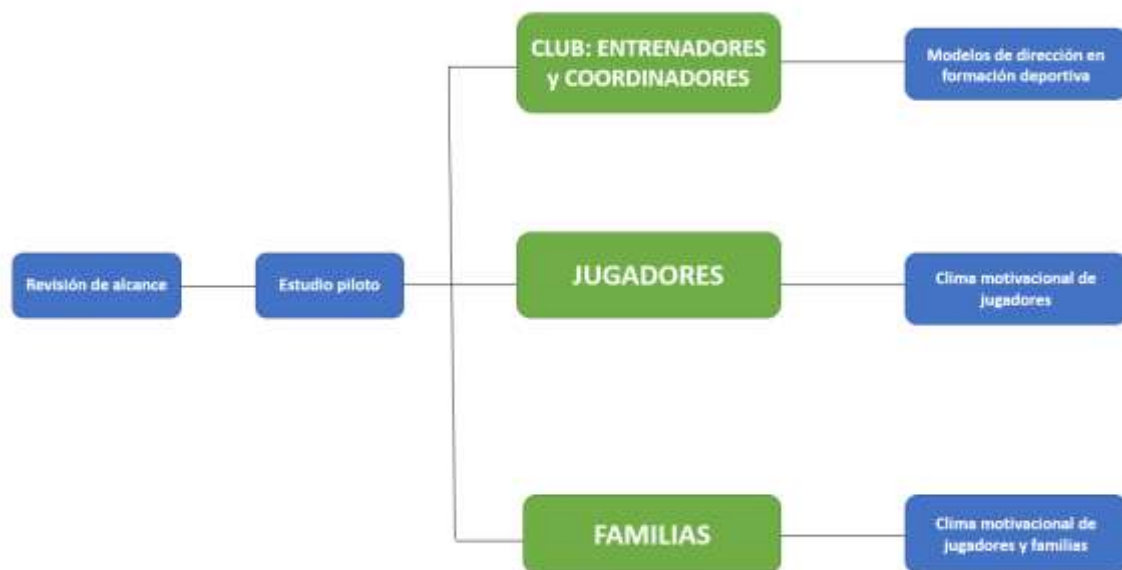 Revisión de alcance
Estudio piloto
CLUB: ENTRENADORES
y COORDINADORES
Modelos de dirección en
formación deportiva
JUGADORES
Clima motivacional de
jugadores
FAMILIAS
Clima motivacional de
jugadores y familias